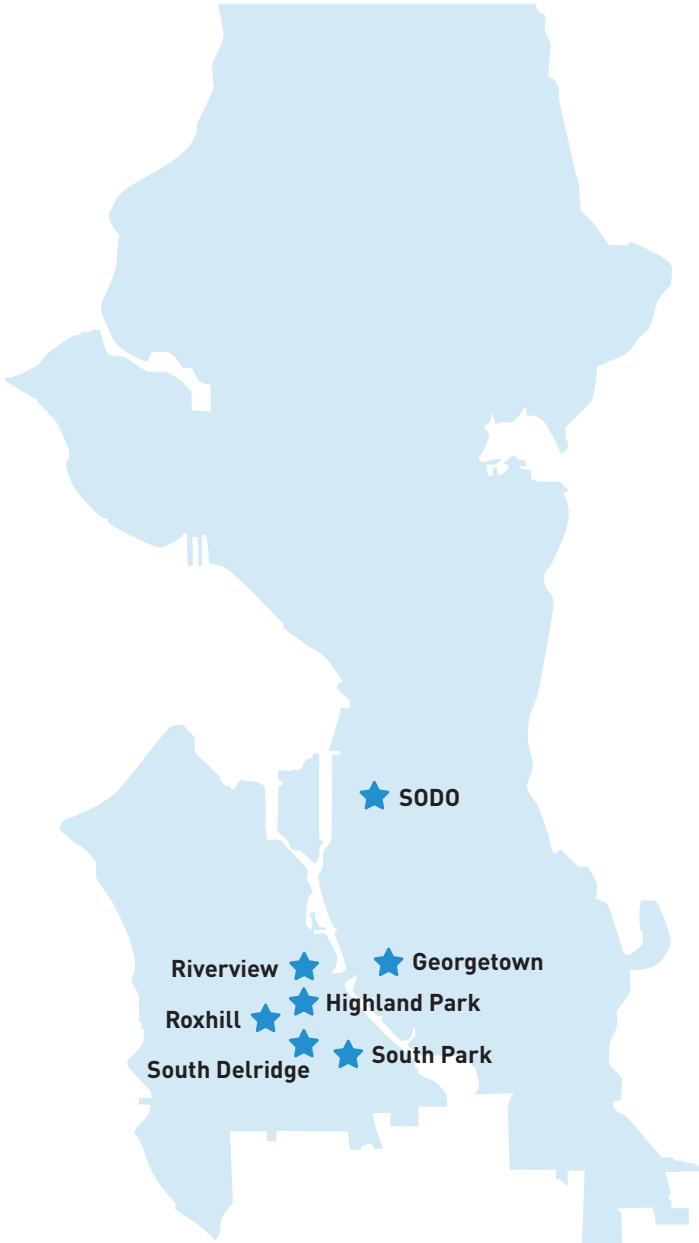 SODO
Georgetown
Riverview
Highland Park
Roxhill
South Park
South Delridge